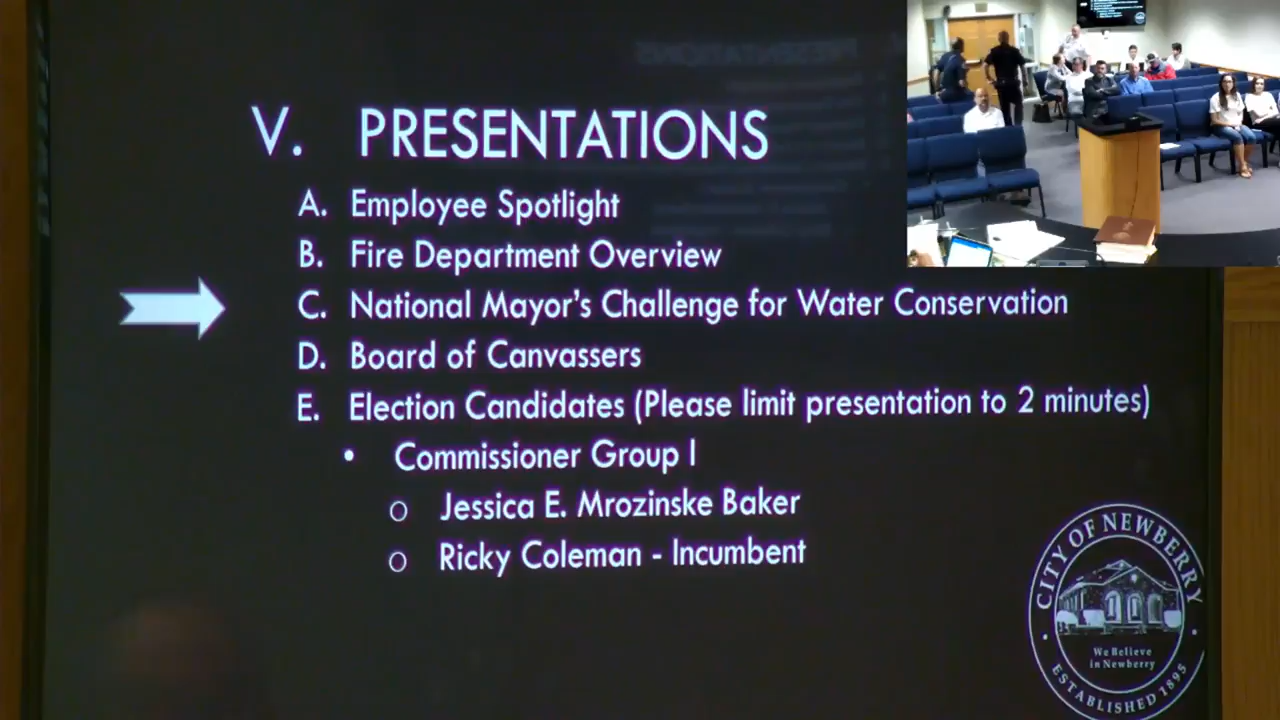 V. PRESENTATIONS
A. Employee Spotlight
B. Fire Department Overview
C. National Mayor's Challenge for Water Conservation
D. Board of Canvassers
E. Election Candidates (Please limit presentation to 2 minutes)
• Commissioner Group I
o Jessica E. Mrozinske Baker
o Ricky Coleman - Incumbent
CITY OF NEWBERRY
We Believe
in Newberry
ESTABLISHED 1895